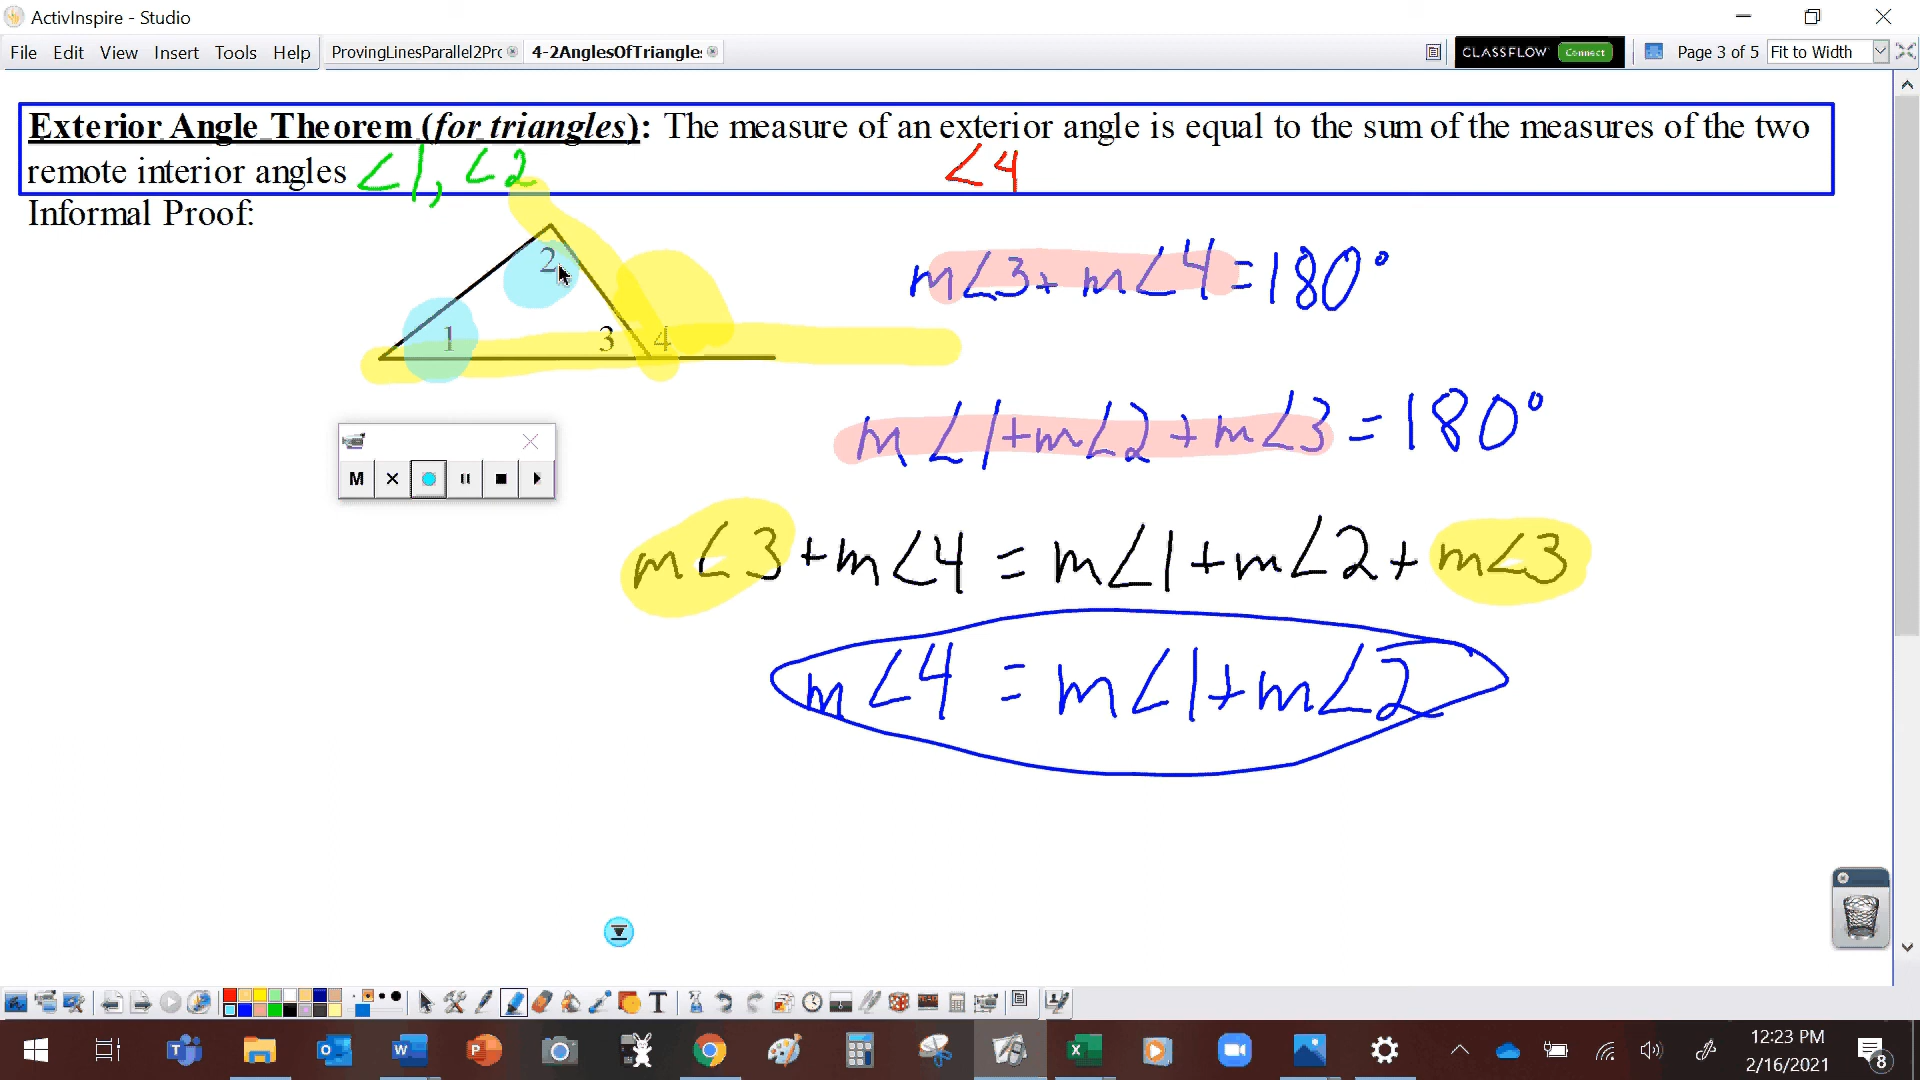 ActivInspire - Studio
File Edit View Insert Tools Help
ProvingLinesParallel2Prc
4-2AnglesOfTriangles
CLASSFLOW Connect
Page 3 of 5 Fit to Width
Exterior Angle Theorem (for triangles): The measure of an exterior angle is equal to the sum of the measures of the two
remote interior angles ∠1, ∠2 ∠4
Informal Proof:
2
1 3 4
m∠3 + m∠4 = 180°
m∠1 + m∠2 + m∠3 = 180°
M
m∠3 + m∠4 = m∠1 + m∠2 + m∠3
m∠4 = m∠1 + m∠2
T
12:23 PM
2/16/2021
8